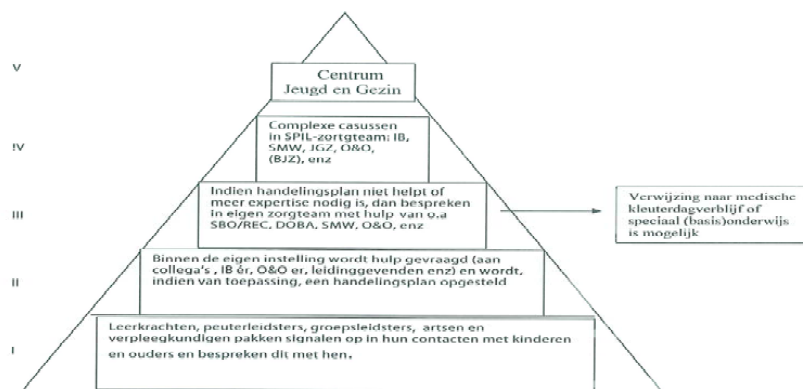 V
Centrum
Jeugd en Gezin
IV
Complexe casussen
in SPIL-zortgteam: IB,
SMW, JGZ, O&O,
(BJZ), enz
III
Indien handelingsplan niet helpt of
meer expertise nodig is, dan bespreken
in eigen zorgteam met hulp van o.a
SBO/REC, DOBA, SMW, O&O, enz
Verwijzing naar medische
kleuterdagverblijf of
speciaal (basis)onderwijs
is mogelijk
II
Binnen de eigen instelling wordt hulp gevraagd (aan
collega's , IB ér, O&O er, leidinggevenden enz) en wordt,
indien van toepassing, een handelingsplan opgesteld
I
Leerkrachten, peuterleidsters, groepsleidsters, artsen en
verpleegkundigen pakken signalen op in hun contacten met kinderen
en ouders en bespreken dit met hen.